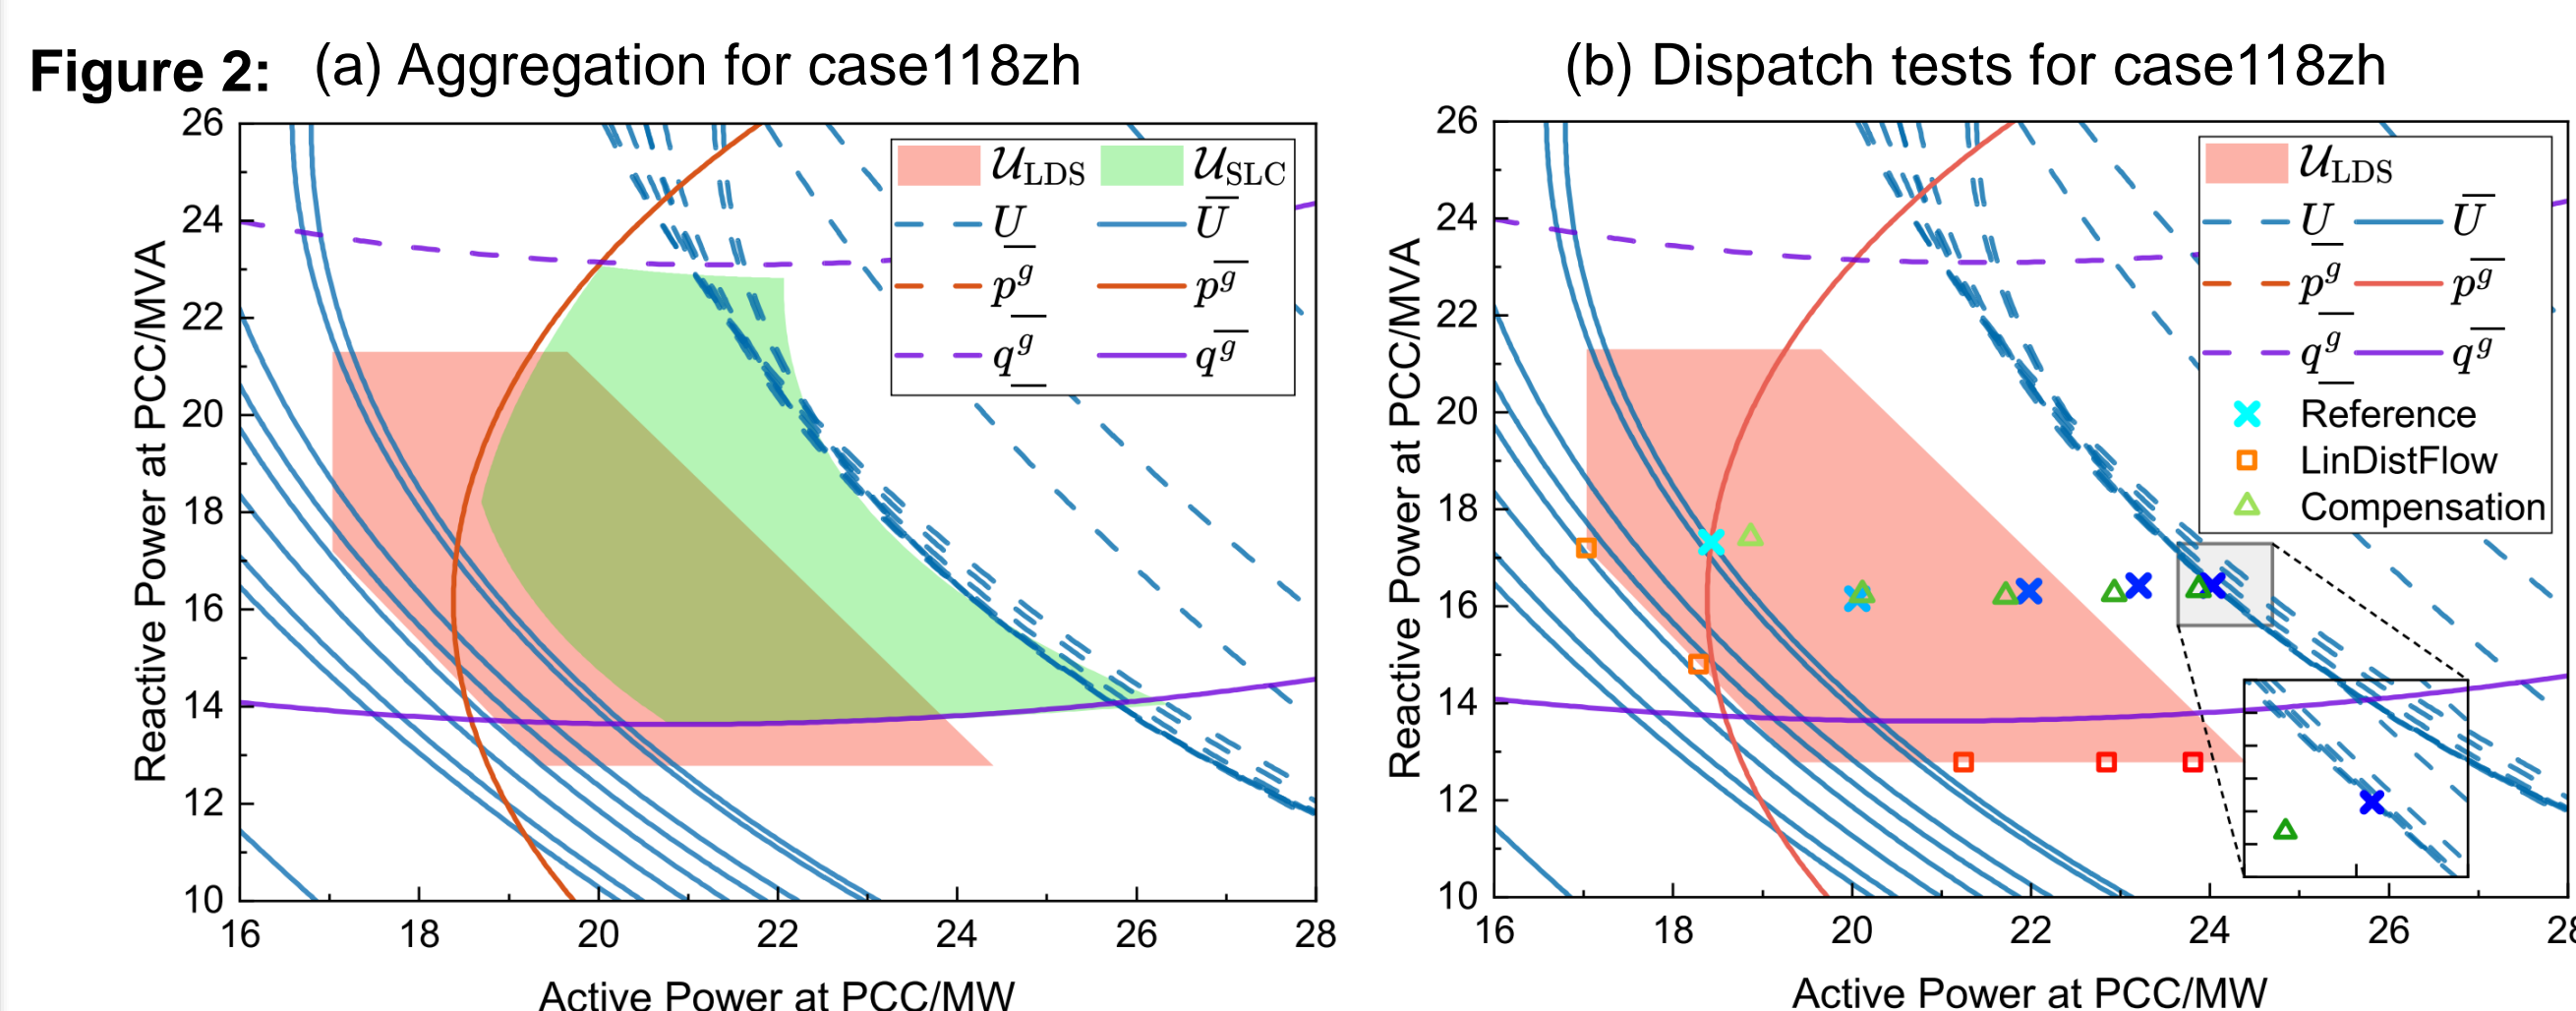 Figure 2: (a) Aggregation for case118zh
26
24
22
20
18
16
14
12
10
16 18 20 22 24 26 28
Reactive Power at PCC/MVA
Active Power at PCC/MW
𝒰LDS 𝒰SLC
U̲ U̅
p̲ᵍ p̅ᵍ
q̲ᵍ q̅ᵍ
(b) Dispatch tests for case118zh
26
24
22
20
18
16
14
12
10
16 18 20 22 24 26 28
Reactive Power at PCC/MVA
Active Power at PCC/MW
𝒰LDS
U̲ U̅
p̲ᵍ p̅ᵍ
q̲ᵍ q̅ᵍ
Reference
LinDistFlow
Compensation